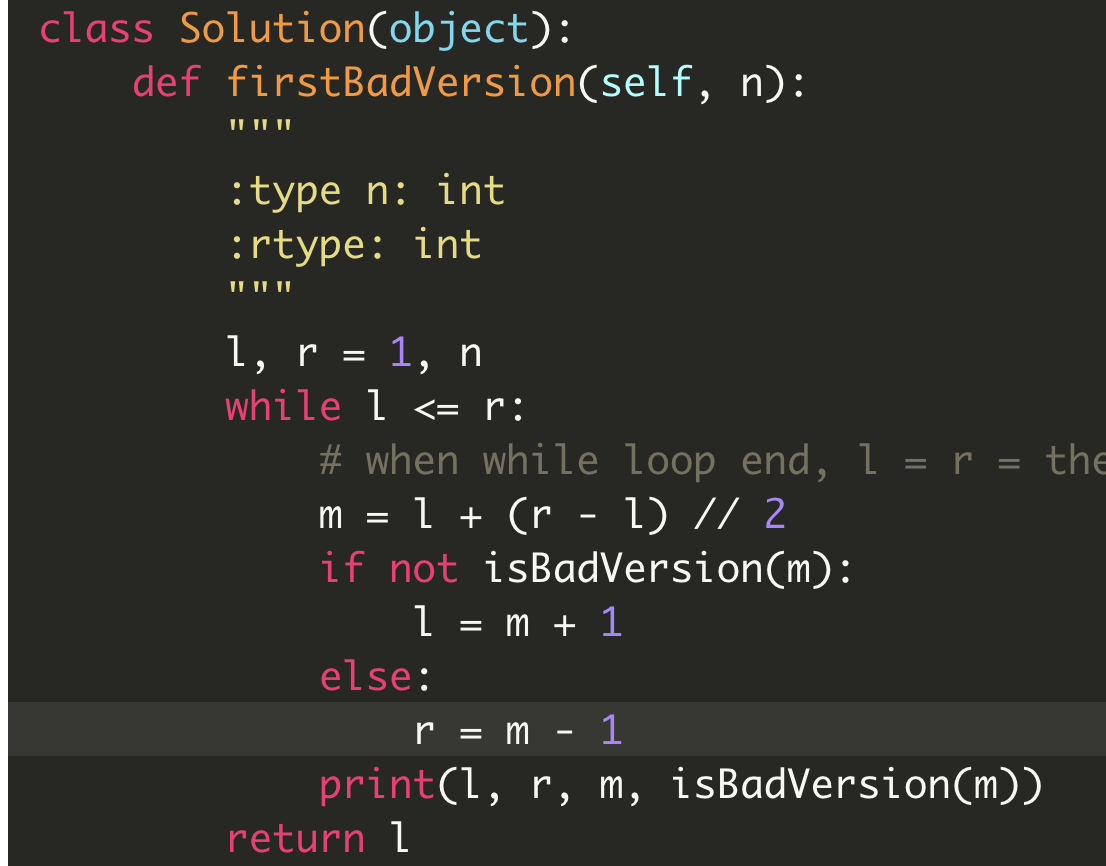 class Solution(object):
    def firstBadVersion(self, n):
        """
        :type n: int
        :rtype: int
        """
        l, r = 1, n
        while l <= r:
            # when while loop end, l = r = the
            m = l + (r - l) // 2
            if not isBadVersion(m):
                l = m + 1
            else:
                r = m - 1
            print(l, r, m, isBadVersion(m))
        return l